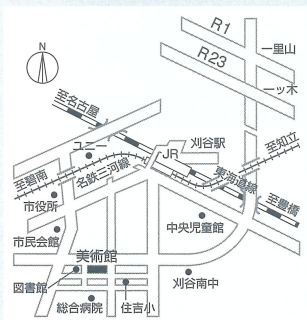 N
R1
一里山
R23
一ッ木
至名古屋
ユニー
刈谷駅
至知立
JR
東海道線
至碧南
名鉄三河線
至豊橋
市役所
中央児童館
市民会館
美術館
図書館
刈谷南中
総合病院
住吉小